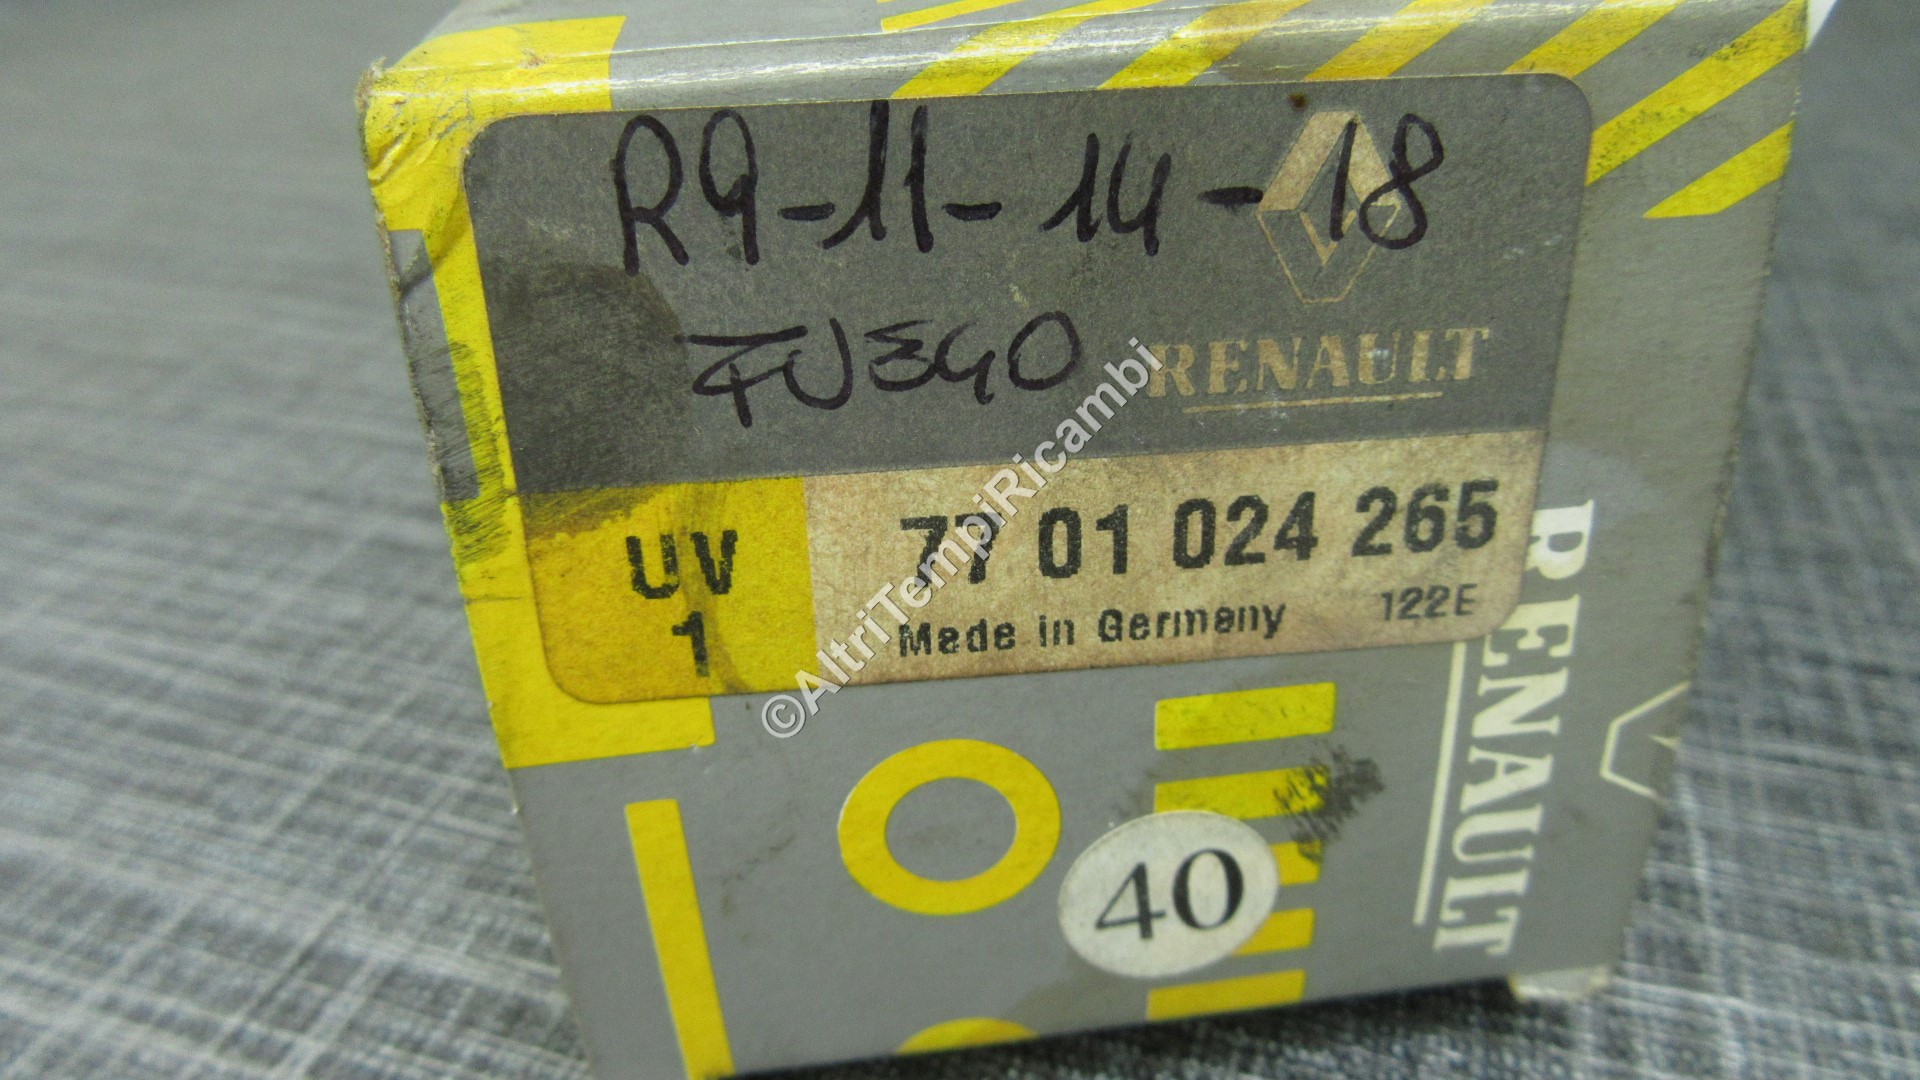 R9-11-14-18
FUEGO
RENAULT
UV
1
77 01 024 265
Made in Germany 122E
©AltriTempiRicambi
RENAULT
40